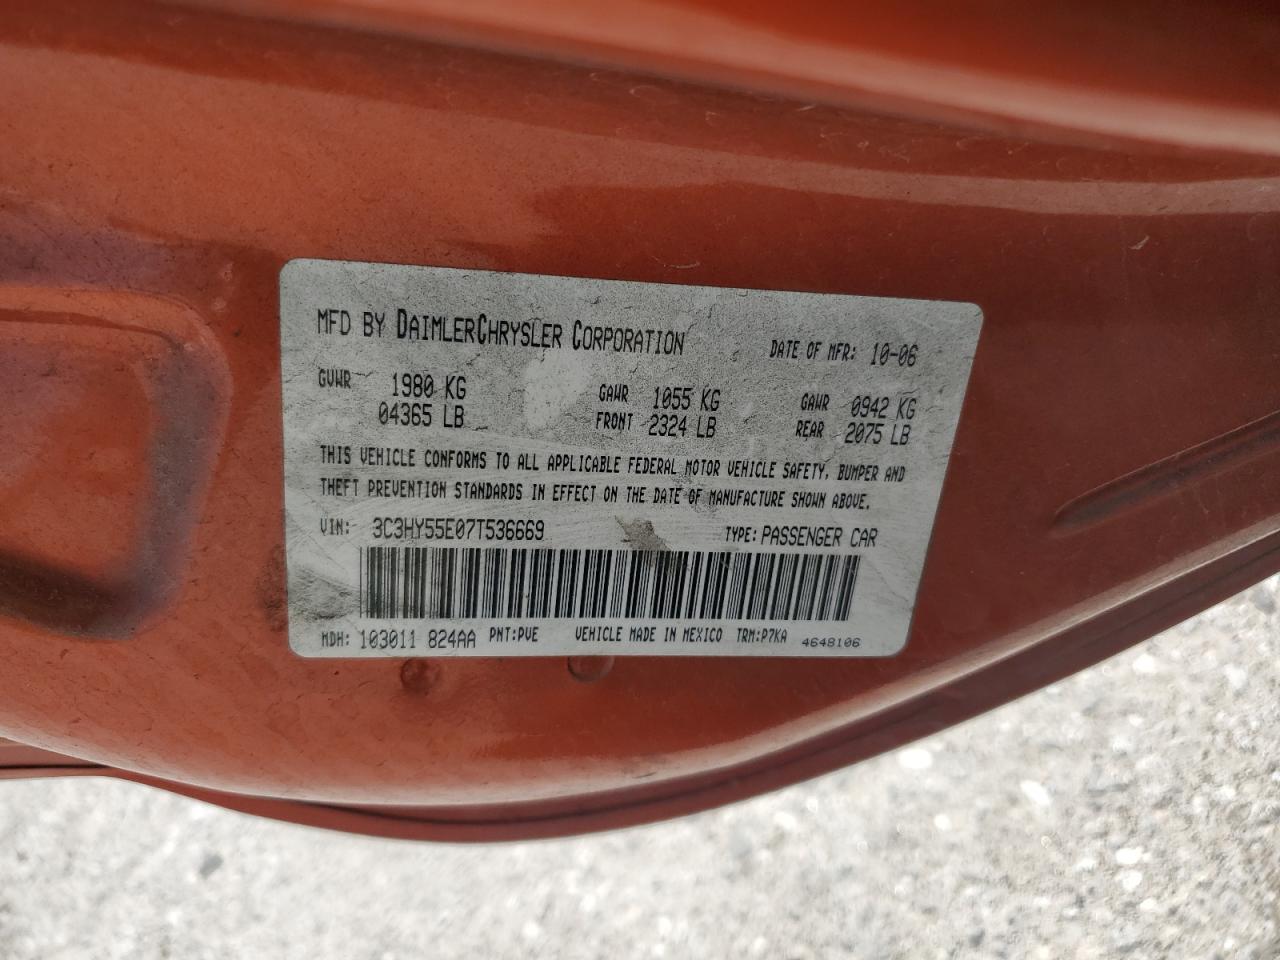 MFD BY DAIMLERCHRYSLER CORPORATION DATE OF MFR: 10-06
GVWR 1980 KG GAWR 1055 KG GAWR 0942 KG
04365 LB FRONT 2324 LB REAR 2075 LB
THIS VEHICLE CONFORMS TO ALL APPLICABLE FEDERAL MOTOR VEHICLE SAFETY, BUMPER AND
THEFT PREVENTION STANDARDS IN EFFECT ON THE DATE OF MANUFACTURE SHOWN ABOVE.
VIN: 3C3HY55E07T536669 TYPE: PASSENGER CAR
MDH: 103011 824AA PNT:PVE VEHICLE MADE IN MEXICO TRM:P7KA 4648106